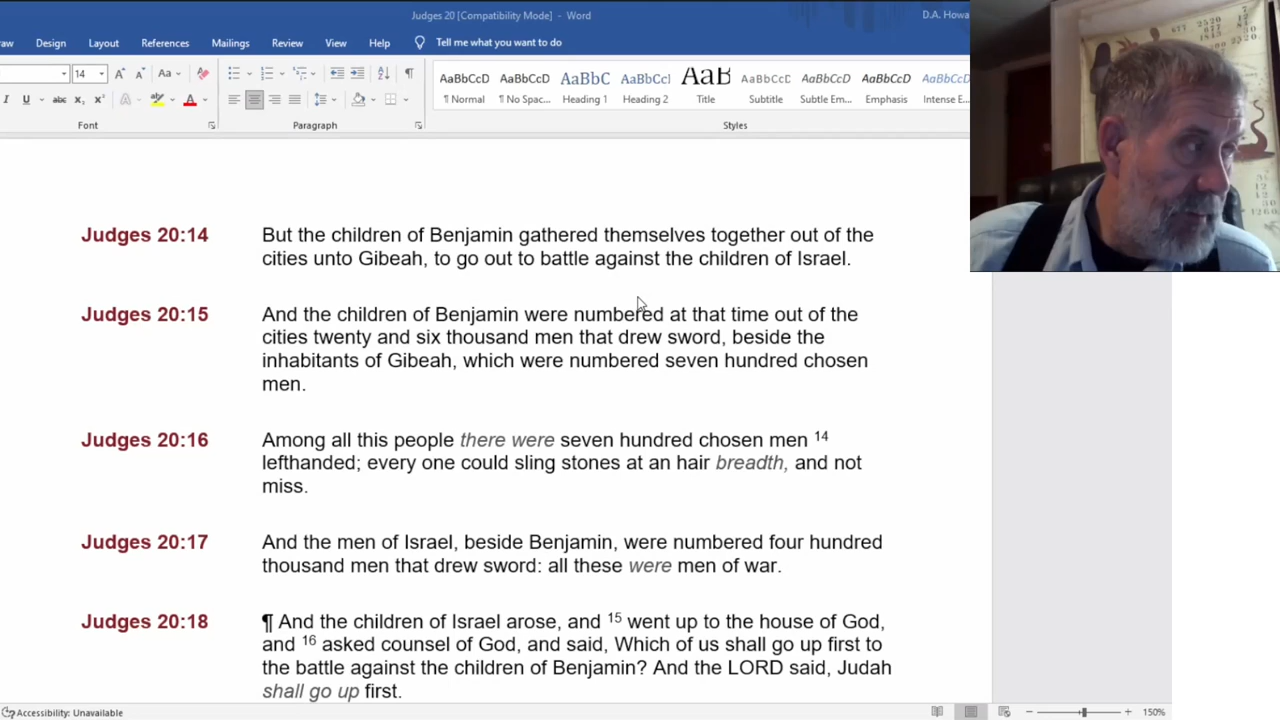 Judges 20 [Compatibility Mode] - Word
D.A. Howa
aw Design Layout References Mailings Review View Help Tell me what you want to do
14 Aa
AaBbCcD AaBbCcD AaBbC AaBbCcl AaB AaBbCcD AaBbCcD AaBbCcD AaBbCcD
I U abc X₂ X² A A
¶ Normal ¶ No Spac... Heading 1 Heading 2 Title Subtitle Subtle Em... Emphasis Intense E...
Font Paragraph Styles
677 2520
1260
Judges 20:14 But the children of Benjamin gathered themselves together out of the
cities unto Gibeah, to go out to battle against the children of Israel.
Judges 20:15 And the children of Benjamin were numbered at that time out of the
cities twenty and six thousand men that drew sword, beside the
inhabitants of Gibeah, which were numbered seven hundred chosen
men.
Judges 20:16 Among all this people there were seven hundred chosen men 14
lefthanded; every one could sling stones at an hair breadth, and not
miss.
Judges 20:17 And the men of Israel, beside Benjamin, were numbered four hundred
thousand men that drew sword: all these were men of war.
Judges 20:18 ¶ And the children of Israel arose, and 15 went up to the house of God,
and 16 asked counsel of God, and said, Which of us shall go up first to
the battle against the children of Benjamin? And the LORD said, Judah
shall go up first.
Accessibility: Unavailable
150%